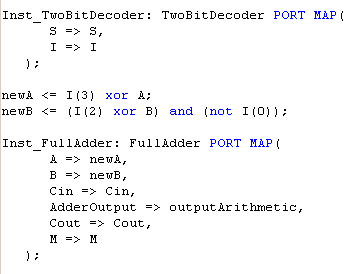 Inst_TwoBitDecoder: TwoBitDecoder PORT MAP(
S => S,
I => I
);
newA <= I(3) xor A;
newB <= (I(2) xor B) and (not I(0));
Inst_FullAdder: FullAdder PORT MAP(
A => newA,
B => newB,
Cin => Cin,
AdderOutput => outputArithmetic,
Cout => Cout,
M => M
);